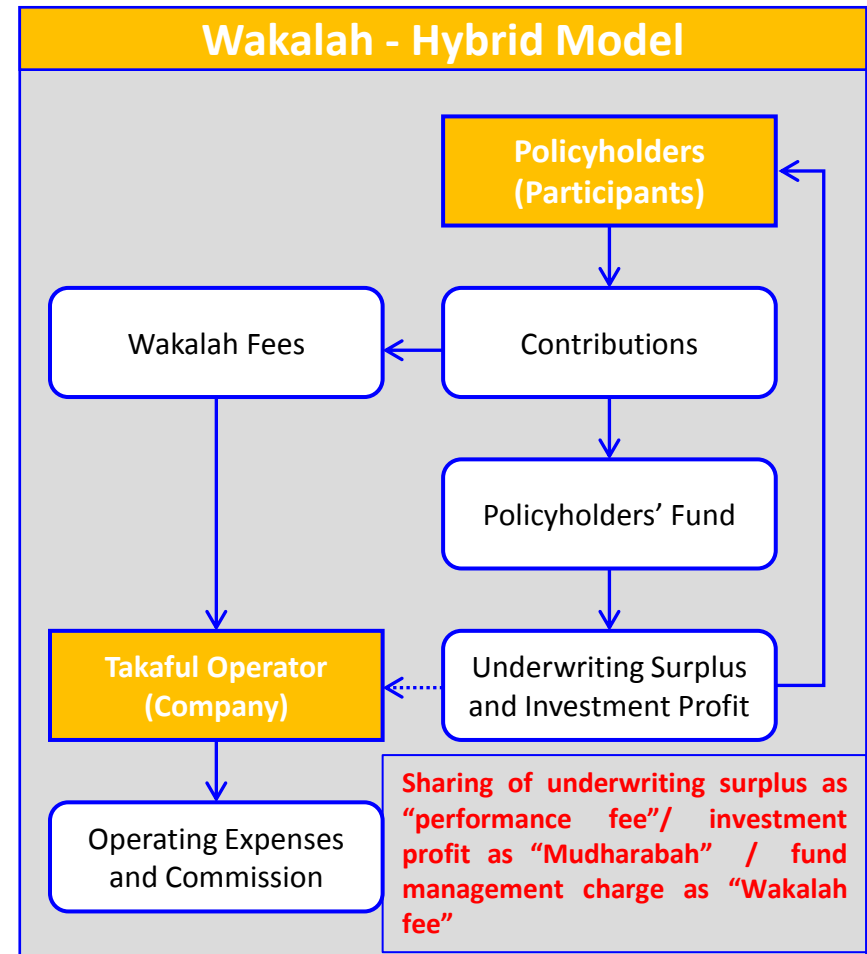 Wakalah - Hybrid Model
Policyholders
(Participants)
Wakalah Fees
Contributions
Policyholders’ Fund
Takaful Operator
(Company)
Underwriting Surplus
and Investment Profit
Operating Expenses
and Commission
Sharing of underwriting surplus as
“performance fee”/ investment
profit as “Mudharabah” / fund
management charge as “Wakalah
fee”